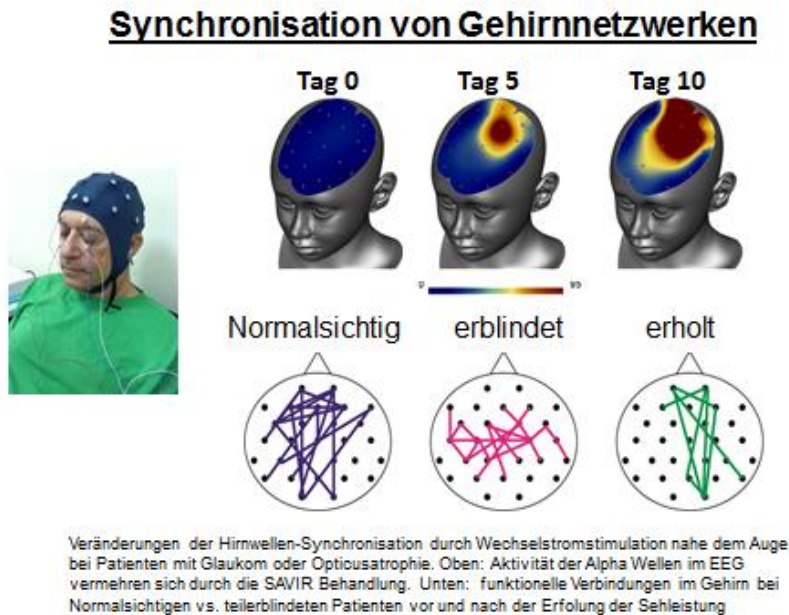 Synchronisation von Gehirnnetzwerken
Tag 0 Tag 5 Tag 10
0
Normalsichtig erblindet erholt
Veränderungen der Hirnwellen-Synchronisation durch Wechselstromstimulation nahe dem Auge
bei Patienten mit Glaukom oder Opticusatrophie. Oben: Aktivität der Alpha Wellen im EEG
vermehren sich durch die SAVIR Behandlung. Unten: funktionelle Verbindungen im Gehirn bei
Normalsichtigen vs. teilerblindeten Patienten vor und nach der Erfolung der Sehleistung